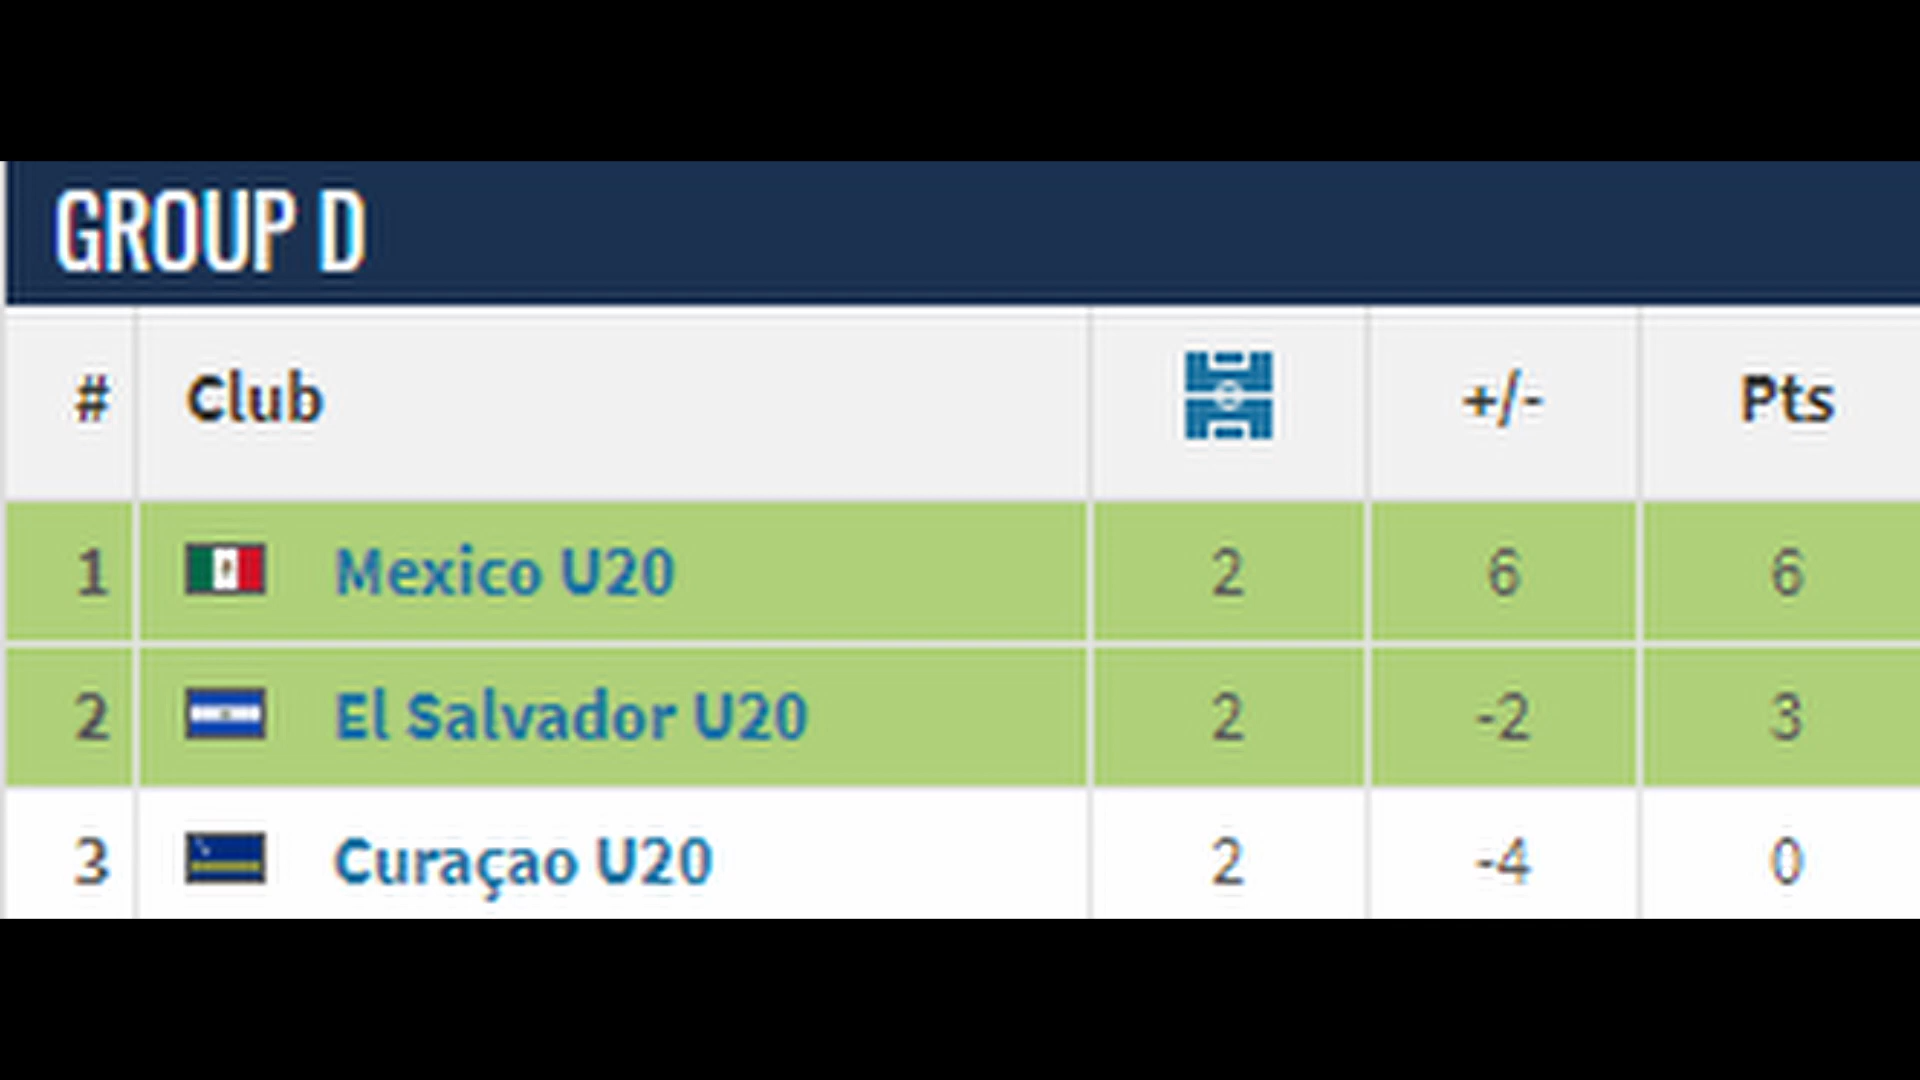 GROUP D
# Club +/- Pts
1 Mexico U20 2 6 6
2 El Salvador U20 2 -2 3
3 Curaçao U20 2 -4 0